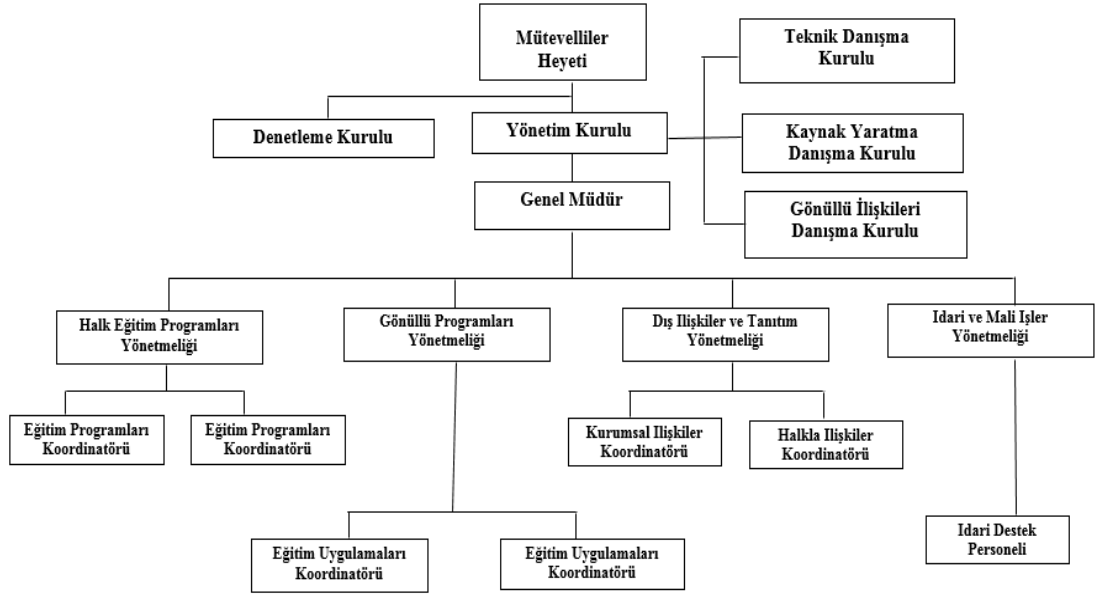 Mütevelliler
Heyeti
Teknik Danışma
Kurulu
Denetleme Kurulu
Yönetim Kurulu
Kaynak Yaratma
Danışma Kurulu
Genel Müdür
Gönüllü İlişkileri
Danışma Kurulu
Halk Eğitim Programları
Yönetmeliği
Gönüllü Programları
Yönetmeliği
Dış Ilişkiler ve Tanıtım
Yönetmeliği
Idari ve Mali Işler
Yönetmeliği
Eğitim Programları
Koordinatörü
Eğitim Programları
Koordinatörü
Kurumsal Ilişkiler
Koordinatörü
Halkla Ilişkiler
Koordinatörü
Eğitim Uygulamaları
Koordinatörü
Eğitim Uygulamaları
Koordinatörü
Idari Destek
Personeli